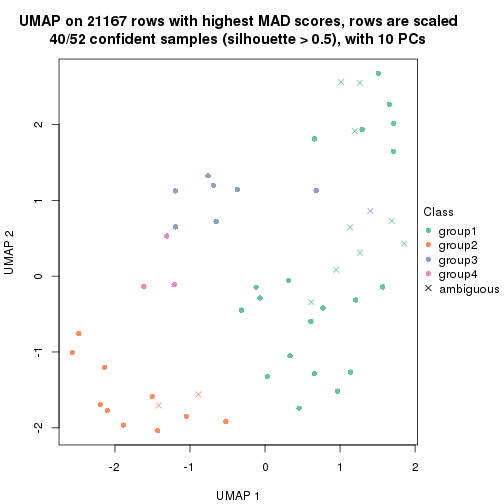 UMAP on 21167 rows with highest MAD scores, rows are scaled
40/52 confident samples (silhouette > 0.5), with 10 PCs
UMAP 2
2
1
0
-1
-2
-2
-1
0
1
2
UMAP 1
Class
group1
group2
group3
group4
ambiguous